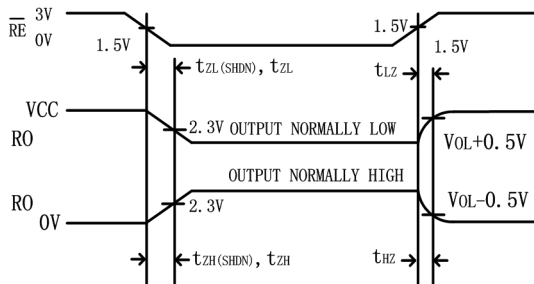 3V
RE
0V
1.5V
1.5V
1.5V
tZL(SHDN), tZL
tLZ
VCC
RO
2.3V
OUTPUT NORMALLY LOW
VOL+0.5V
OUTPUT NORMALLY HIGH
RO
0V
2.3V
VOL-0.5V
tZH(SHDN), tZH
tHZ